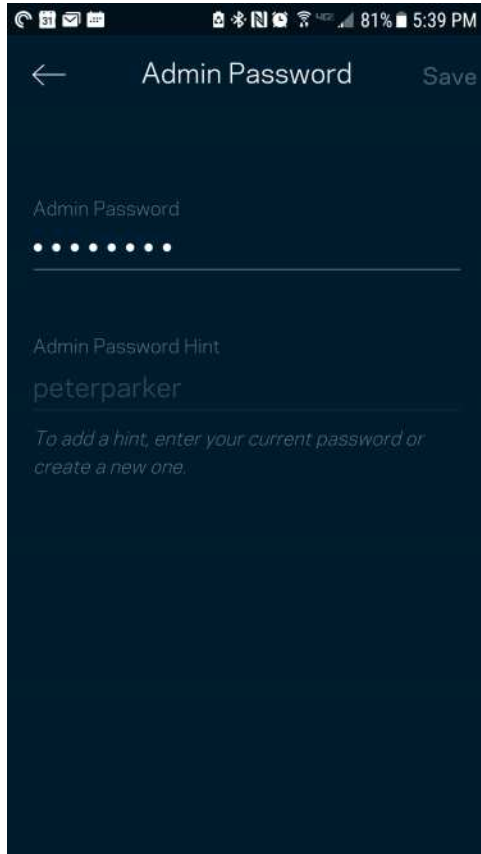 31 81% 5:39 PM
Admin Password Save
Admin Password
Admin Password Hint
peterparker
To add a hint, enter your current password or
create a new one.